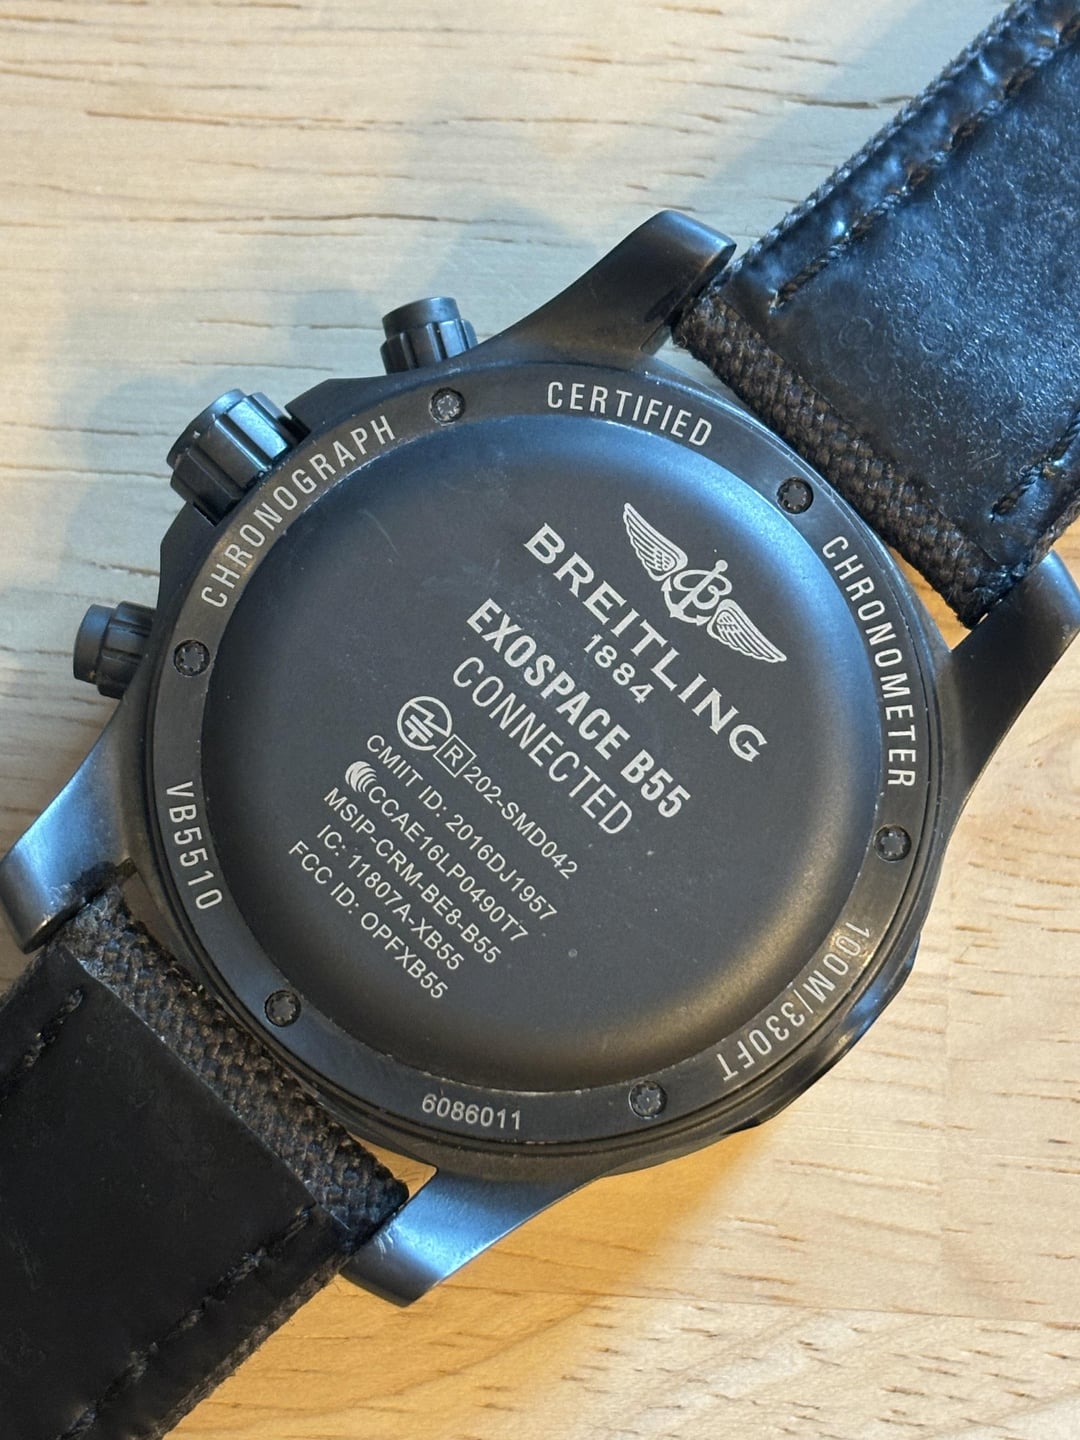 CERTIFIED
CHRONOMETER
100M/330FT
6086011
VB5510
CHRONOGRAPH
B
BREITLING
1884
EXOSPACE B55
CONNECTED
R 202-SMD042
CMIIT ID: 2016DJ1957
CCAE16LP0490T7
MSIP-CRM-BE8-B55
IC: 11807A-XB55
FCC ID: OPFXB55